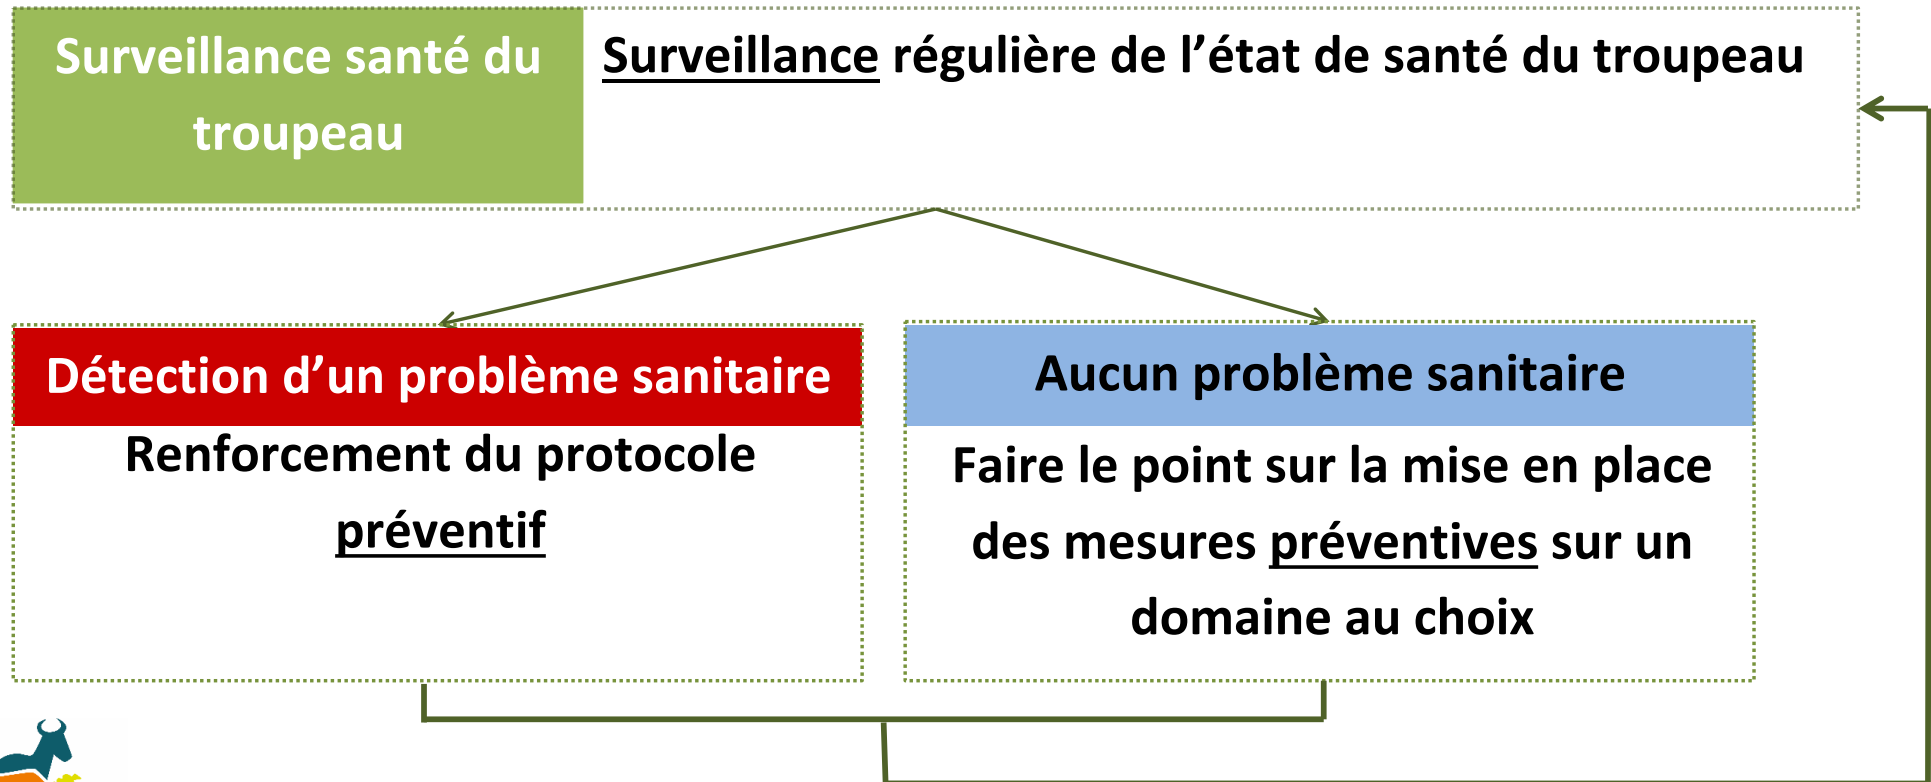 Surveillance santé du
troupeau
Surveillance régulière de l’état de santé du troupeau
Détection d’un problème sanitaire
Renforcement du protocole
préventif
Aucun problème sanitaire
Faire le point sur la mise en place
des mesures préventives sur un
domaine au choix